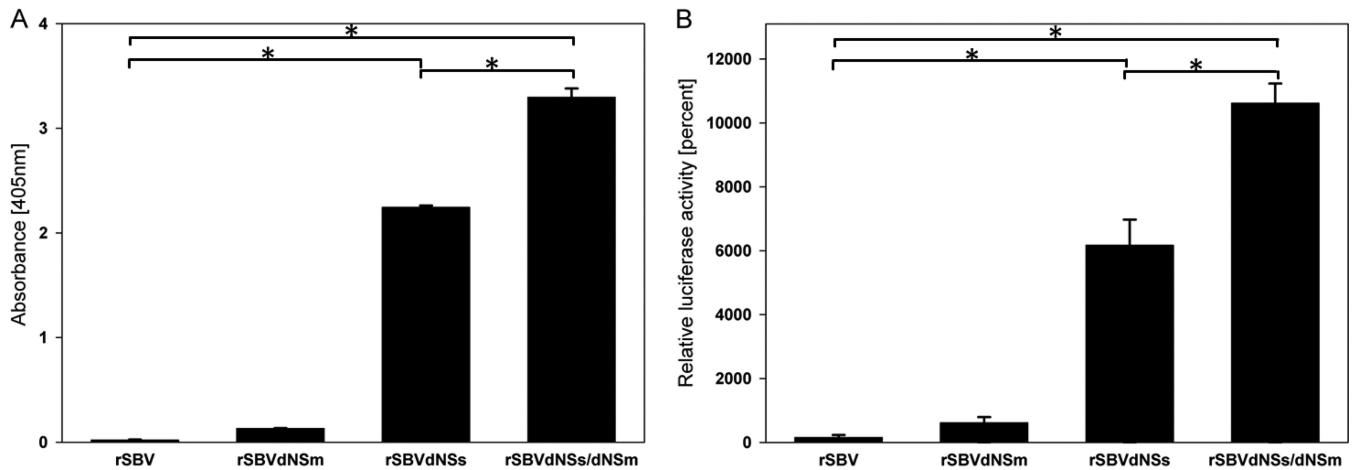 A
Absorbance [405nm]
4
3
2
1
0
*
*
*
rSBV
rSBVdNSm
rSBVdNSs
rSBVdNSs/dNSm
B
Relative luciferase activity [percent]
12000
10000
8000
6000
4000
2000
0
*
*
*
rSBV
rSBVdNSm
rSBVdNSs
rSBVdNSs/dNSm